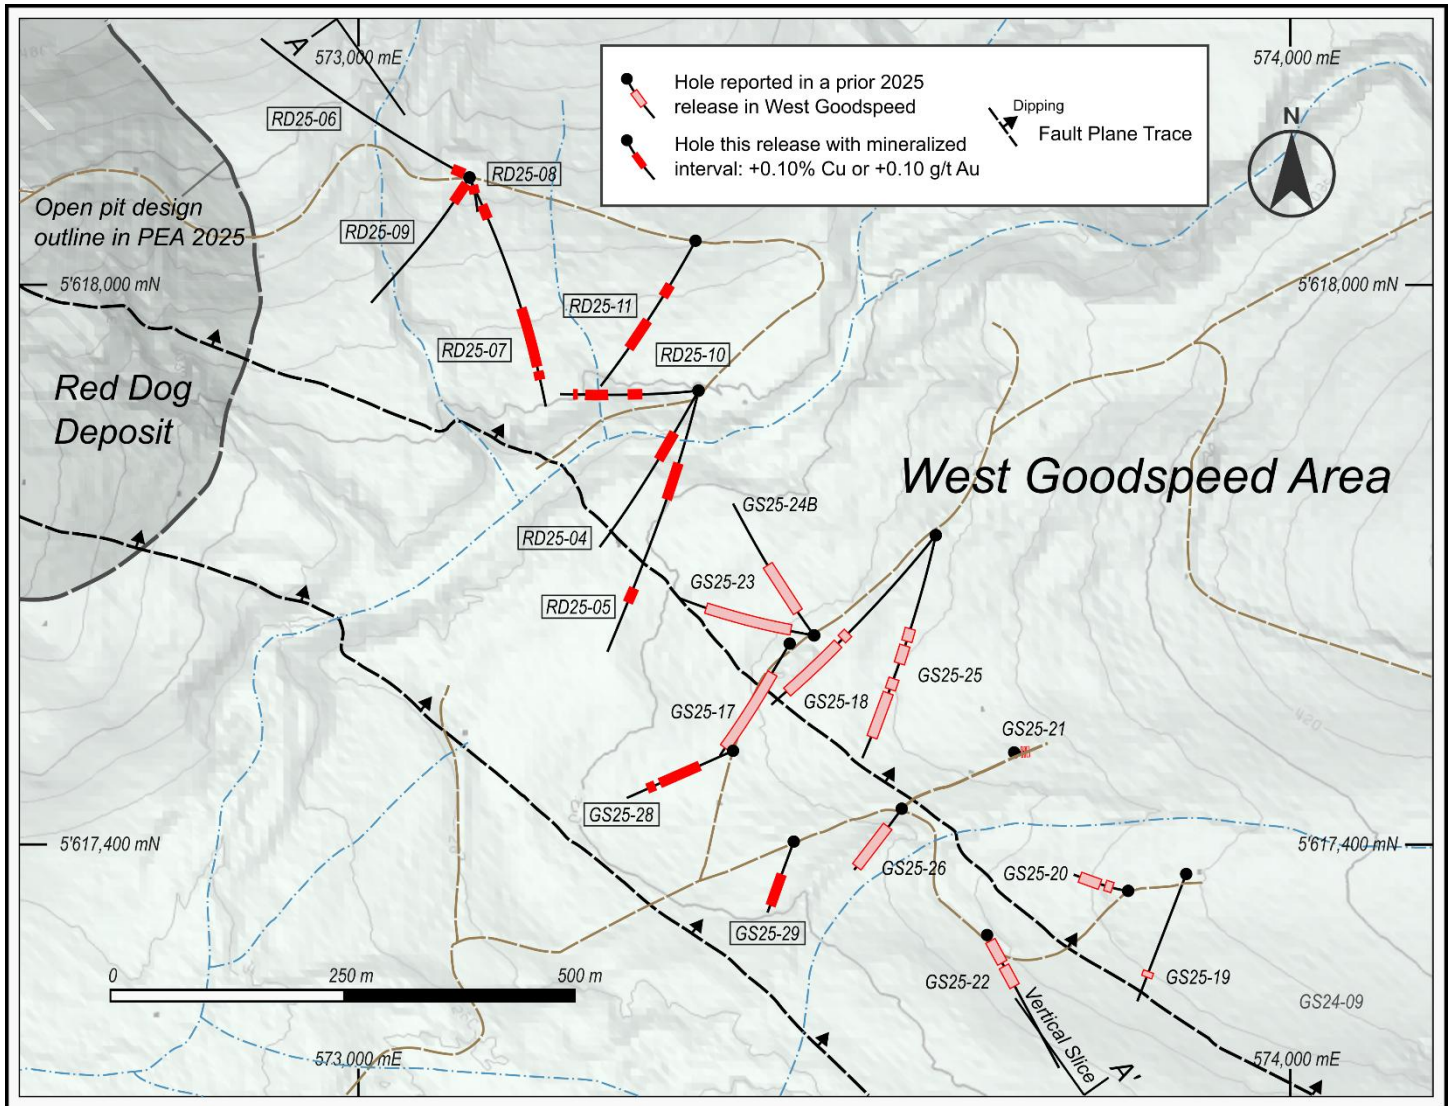 A
573,000 mE
574,000 mE
Hole reported in a prior 2025
release in West Goodspeed
Hole this release with mineralized
interval: +0.10% Cu or +0.10 g/t Au
Dipping
Fault Plane Trace
N
RD25-06
RD25-08
Open pit design
outline in PEA 2025
RD25-09
5'618,000 mN
5'618,000 mN
RD25-11
RD25-07
RD25-10
Red Dog
Deposit
West Goodspeed Area
GS25-24B
RD25-04
GS25-23
RD25-05
GS25-25
GS25-18
GS25-17
GS25-21
420
GS25-28
5'617,400 mN
5'617,400 mN
GS25-26
GS25-20
GS25-29
GS25-22
GS25-19
GS24-09
0
250 m
500 m
Vertical Slice
A'
573,000 mE
574,000 mE